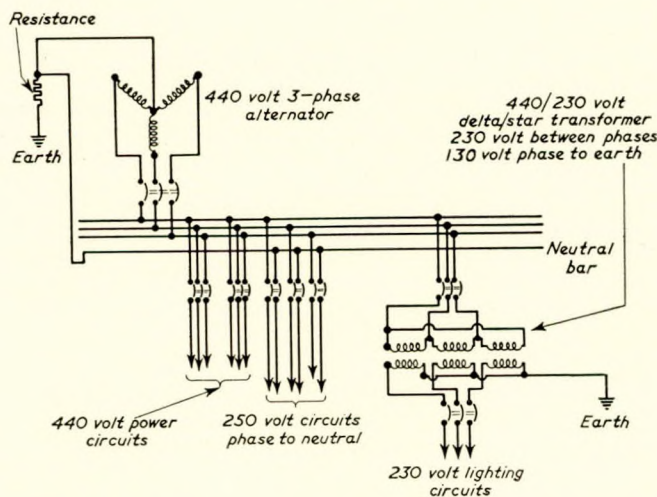 Resistance
440 volt 3-phase
alternator
Earth
440/230 volt
delta/star transformer
230 volt between phases
130 volt phase to earth
Neutral
bar
440 volt power
circuits
250 volt circuits
phase to neutral
Earth
230 volt lighting
circuits